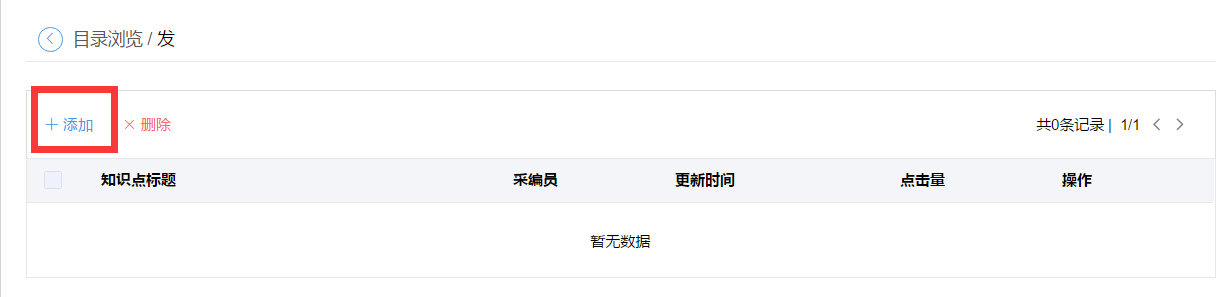 目录浏览 / 发
添加 删除 共0条记录 | 1/1
知识点标题 采编员 更新时间 点击量 操作
暂无数据